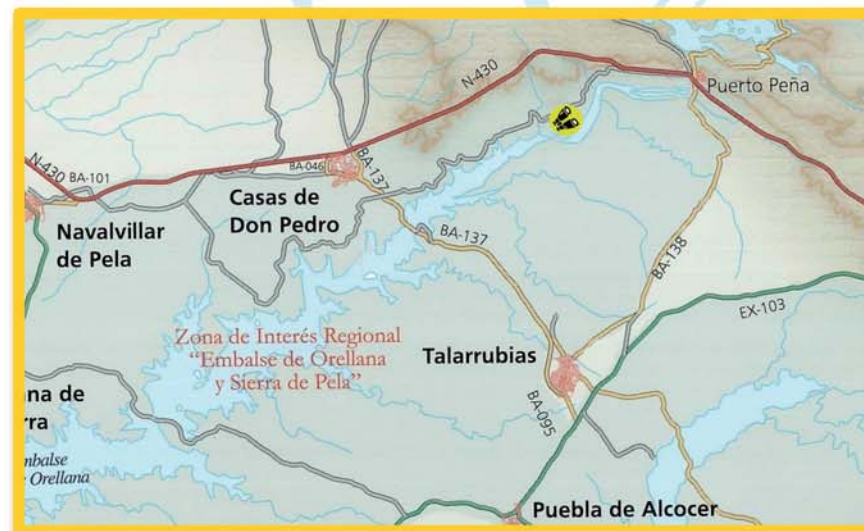 N-430
Puerto Peña
N-430
BA-101
BA-046
BA-137
Casas de
Don Pedro
Navalvillar
de Pela
BA-137
BA-138
EX-103
Zona de Interés Regional
“Embalse de Orellana
y Sierra de Pela”
Talarrubias
BA-095
ana de
rra
mbalse
e Orellana
Puebla de Alcocer